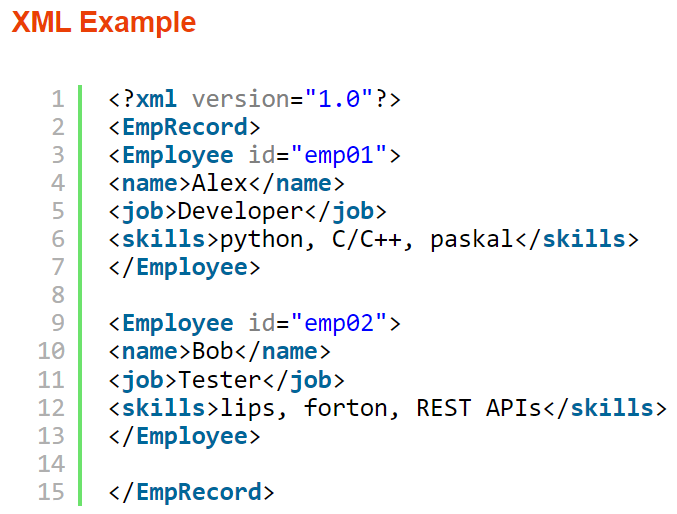 XML Example
1 <?xml version="1.0"?>
2 <EmpRecord>
3 <Employee id="emp01">
4 <name>Alex</name>
5 <job>Developer</job>
6 <skills>python, C/C++, paskal</skills>
7 </Employee>
8
9 <Employee id="emp02">
10 <name>Bob</name>
11 <job>Tester</job>
12 <skills>lips, forton, REST APIs</skills>
13 </Employee>
14
15 </EmpRecord>